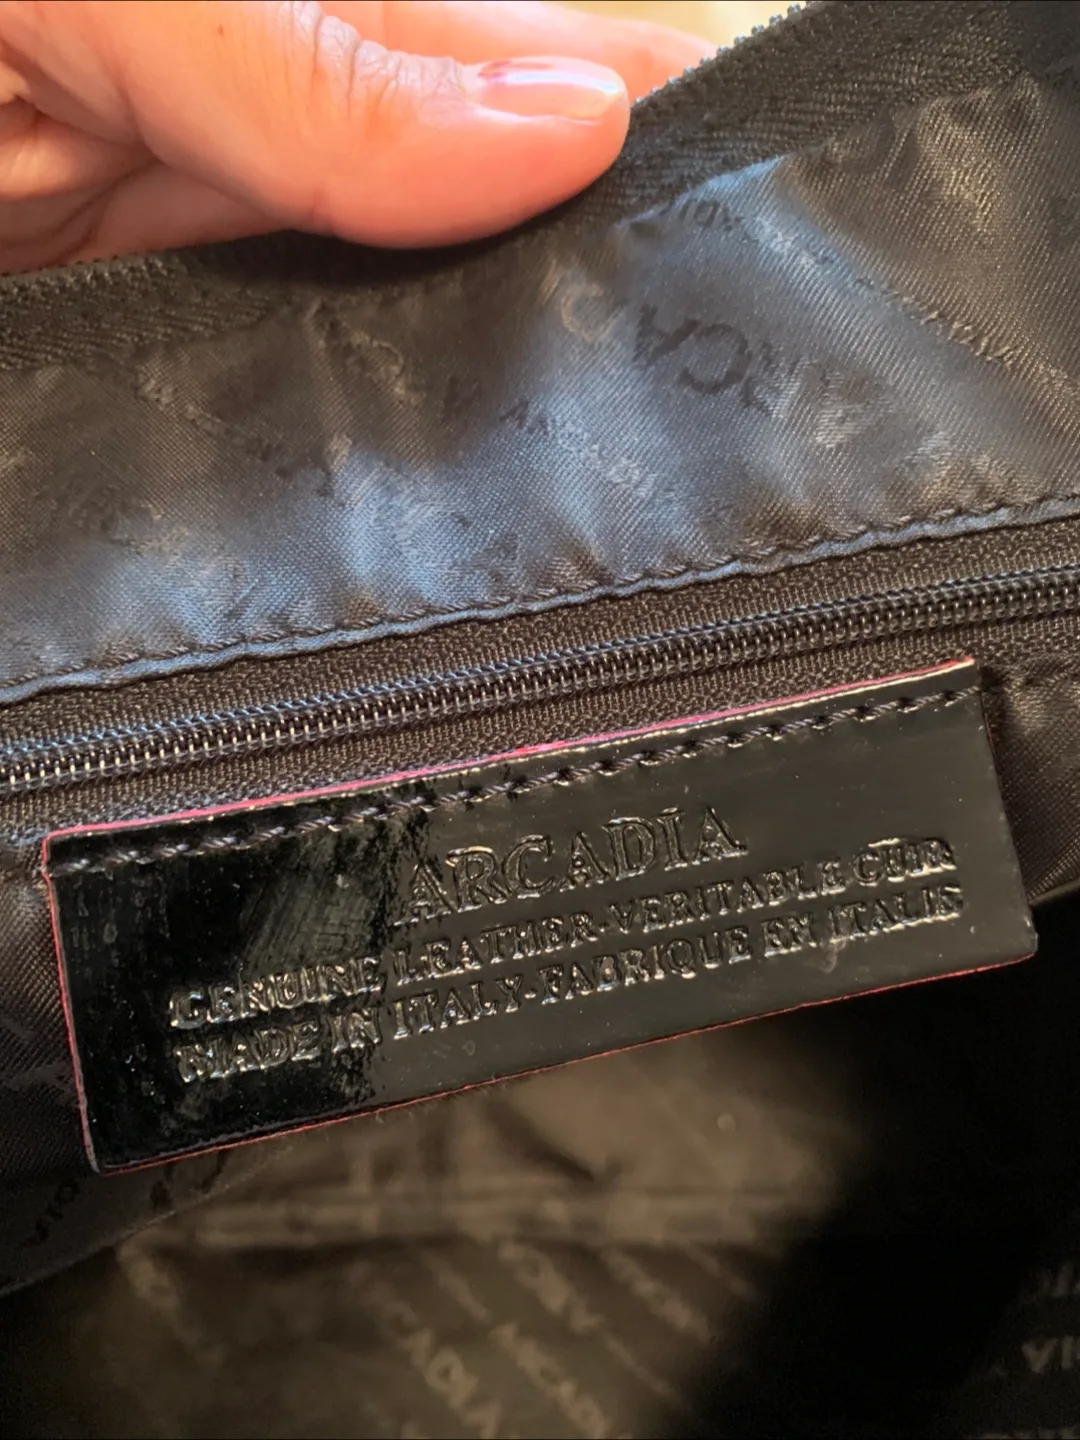 ARCADIA
GENUINE LEATHER-VERITABLE CUIR
MADE IN ITALY-FABRIQUE EN ITALIE